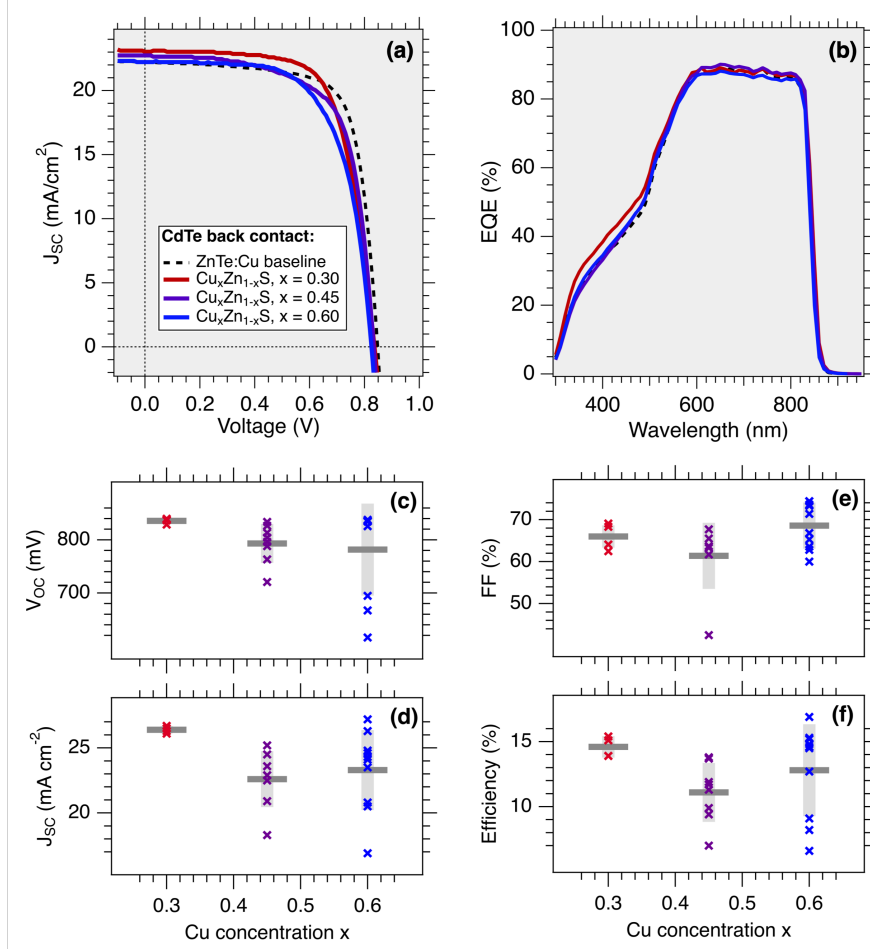 (a)
20
15
10
5
0
J_SC (mA/cm²)
CdTe back contact:
ZnTe:Cu baseline
Cu_xZn_1-xS, x = 0.30
Cu_xZn_1-xS, x = 0.45
Cu_xZn_1-xS, x = 0.60
0.0 0.2 0.4 0.6 0.8 1.0
Voltage (V)
(b)
100
80
60
40
20
0
EQE (%)
400 600 800
Wavelength (nm)
(c)
800
700
V_OC (mV)
(e)
70
60
50
FF (%)
(d)
25
20
J_SC (mA cm⁻²)
0.3 0.4 0.5 0.6
Cu concentration x
(f)
15
10
Efficiency (%)
0.3 0.4 0.5 0.6
Cu concentration x